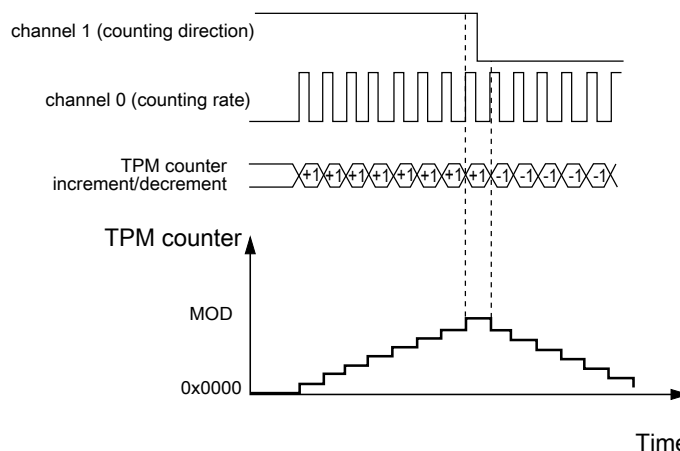 channel 1 (counting direction)
channel 0 (counting rate)
TPM counter
increment/decrement
+1 +1 +1 +1 +1 +1 +1 +1 -1 -1 -1 -1 -1
TPM counter
MOD
0x0000
Time